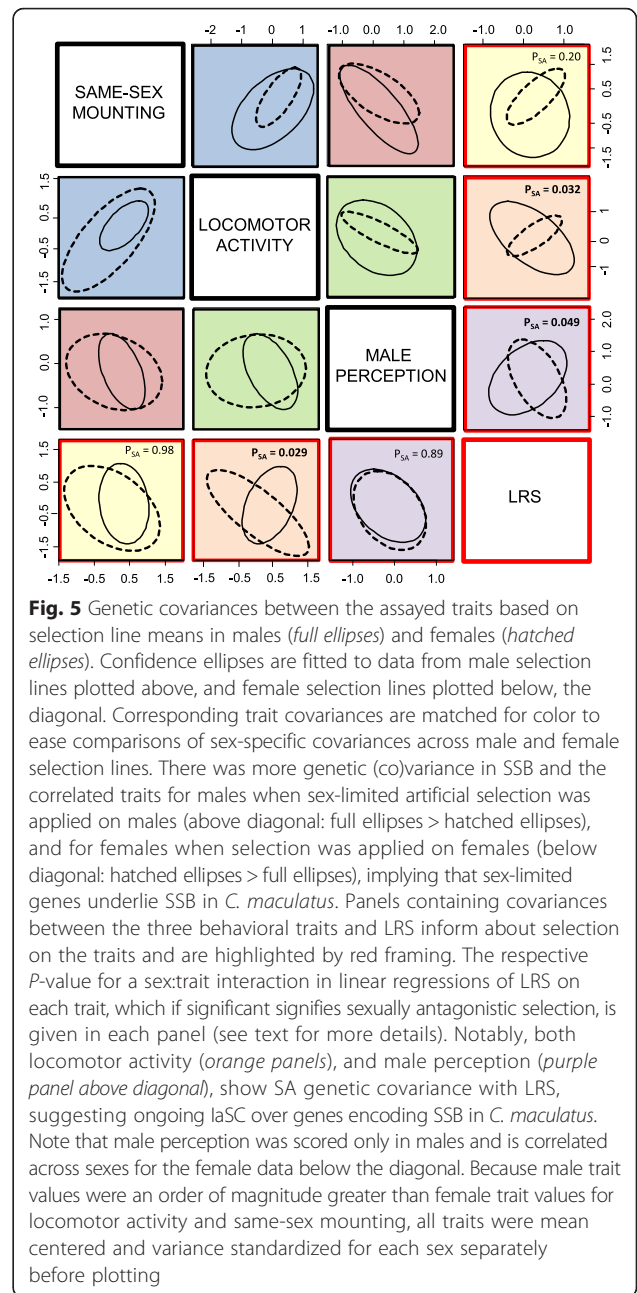 -2 -1 0 1
-1.0 0.0 1.0
0.0 1.0
SAME-SEX
MOUNTING
P_SA = 0.20
-1.5 -0.5 0.5 1.5
1.5 0.5 -0.5 -1.5
LOCOMOTOR
ACTIVITY
P_SA = 0.032
-1 0 1
1.0 0.0 -1.0
MALE
PERCEPTION
P_SA = 0.049
-1.0 0.0 1.0 2.0
0.5 -0.5 -1.5
P_SA = 0.98
P_SA = 0.029
P_SA = 0.89
LRS
-1.5 -0.5 0.5 1.5
-0.5 0.5 1.5
-1.0 0.0 1.0
Fig. 5 Genetic covariances between the assayed traits based on
selection line means in males (full ellipses) and females (hatched
ellipses). Confidence ellipses are fitted to data from male selection
lines plotted above, and female selection lines plotted below, the
diagonal. Corresponding trait covariances are matched for color to
ease comparisons of sex-specific covariances across male and female
selection lines. There was more genetic (co)variance in SSB and the
correlated traits for males when sex-limited artificial selection was
applied on males (above diagonal: full ellipses > hatched ellipses),
and for females when selection was applied on females (below
diagonal: hatched ellipses > full ellipses), implying that sex-limited
genes underlie SSB in C. maculatus. Panels containing covariances
between the three behavioral traits and LRS inform about selection
on the traits and are highlighted by red framing. The respective
P-value for a sex:trait interaction in linear regressions of LRS on
each trait, which if significant signifies sexually antagonistic selection, is
given in each panel (see text for more details). Notably, both
locomotor activity (orange panels), and male perception (purple
panel above diagonal), show SA genetic covariance with LRS,
suggesting ongoing IaSC over genes encoding SSB in C. maculatus.
Note that male perception was scored only in males and is correlated
across sexes for the female data below the diagonal. Because male trait
values were an order of magnitude greater than female trait values for
locomotor activity and same-sex mounting, all traits were mean
centered and variance standardized for each sex separately
before plotting